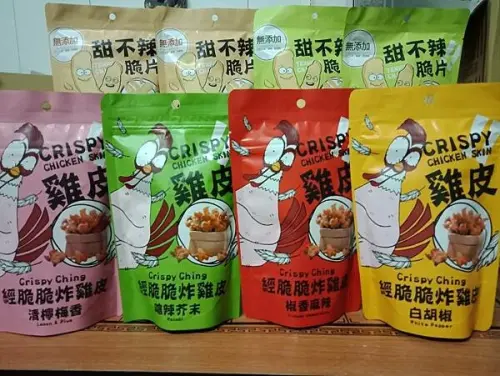 無添加
甜不辣
脆片
無添加
甜不辣
脆片
無添加
甜不辣
脆片
無添加
甜不辣
脆片
CRISPY
CHICKEN SKIN
雞皮
Crispy Ching
經脆脆炸雞皮
清檸梅香
Lemon & Plum
CRISPY
CHICKEN SKIN
雞皮
Crispy Ching
經脆脆炸雞皮
嗆辣芥末
Wasabi
CRISPY
CHICKEN SKIN
雞皮
Crispy Ching
經脆脆炸雞皮
椒香麻辣
CRISPY
CHICKEN SKIN
雞皮
Crispy Ching
經脆脆炸雞皮
白胡椒
White Pepper